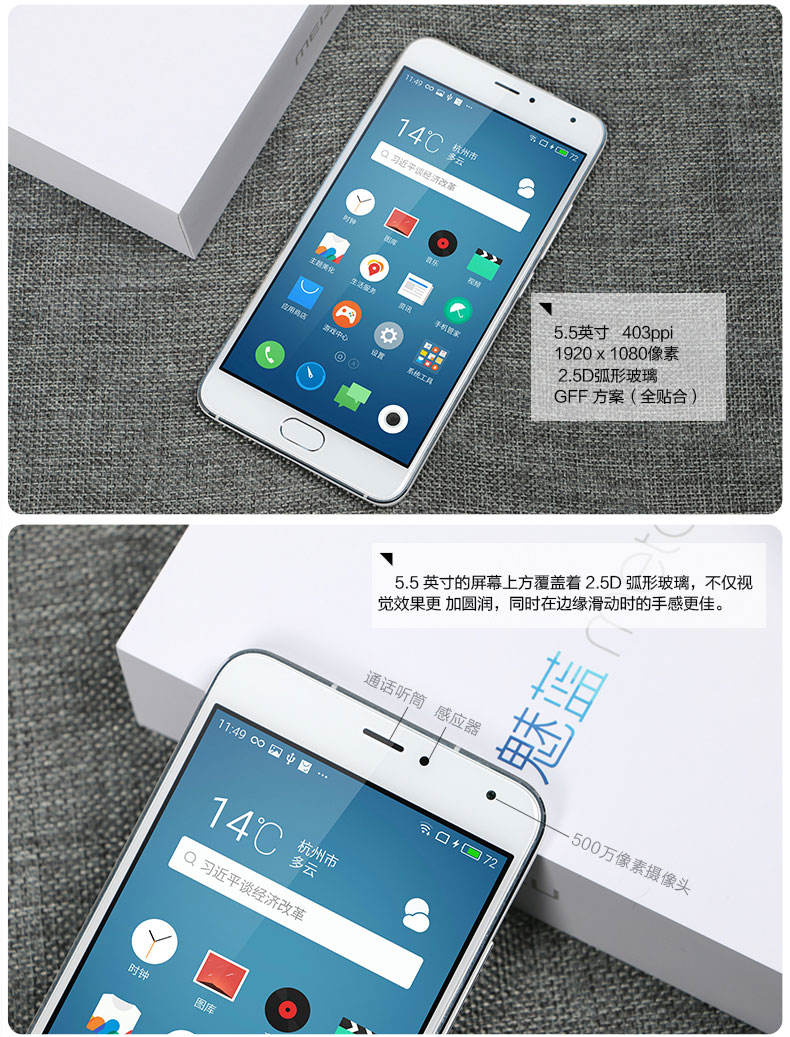 meiz
11:49
72
14℃
杭州市
多云
习近平谈经济改革
时钟
图库
音乐
视频
主题美化
生活服务
资讯
手机管家
应用商店
游戏中心
设置
系统工具
5.5英寸 403ppi
1920 x 1080像素
2.5D弧形玻璃
GFF 方案（全贴合）
5.5 英寸的屏幕上方覆盖着 2.5D 弧形玻璃，不仅视
觉效果更 加圆润，同时在边缘滑动时的手感更佳。
魅蓝 metal
通话听筒
感应器
500万像素摄像头
11:49
72
14℃
杭州市
多云
习近平谈经济改革
时钟
图库